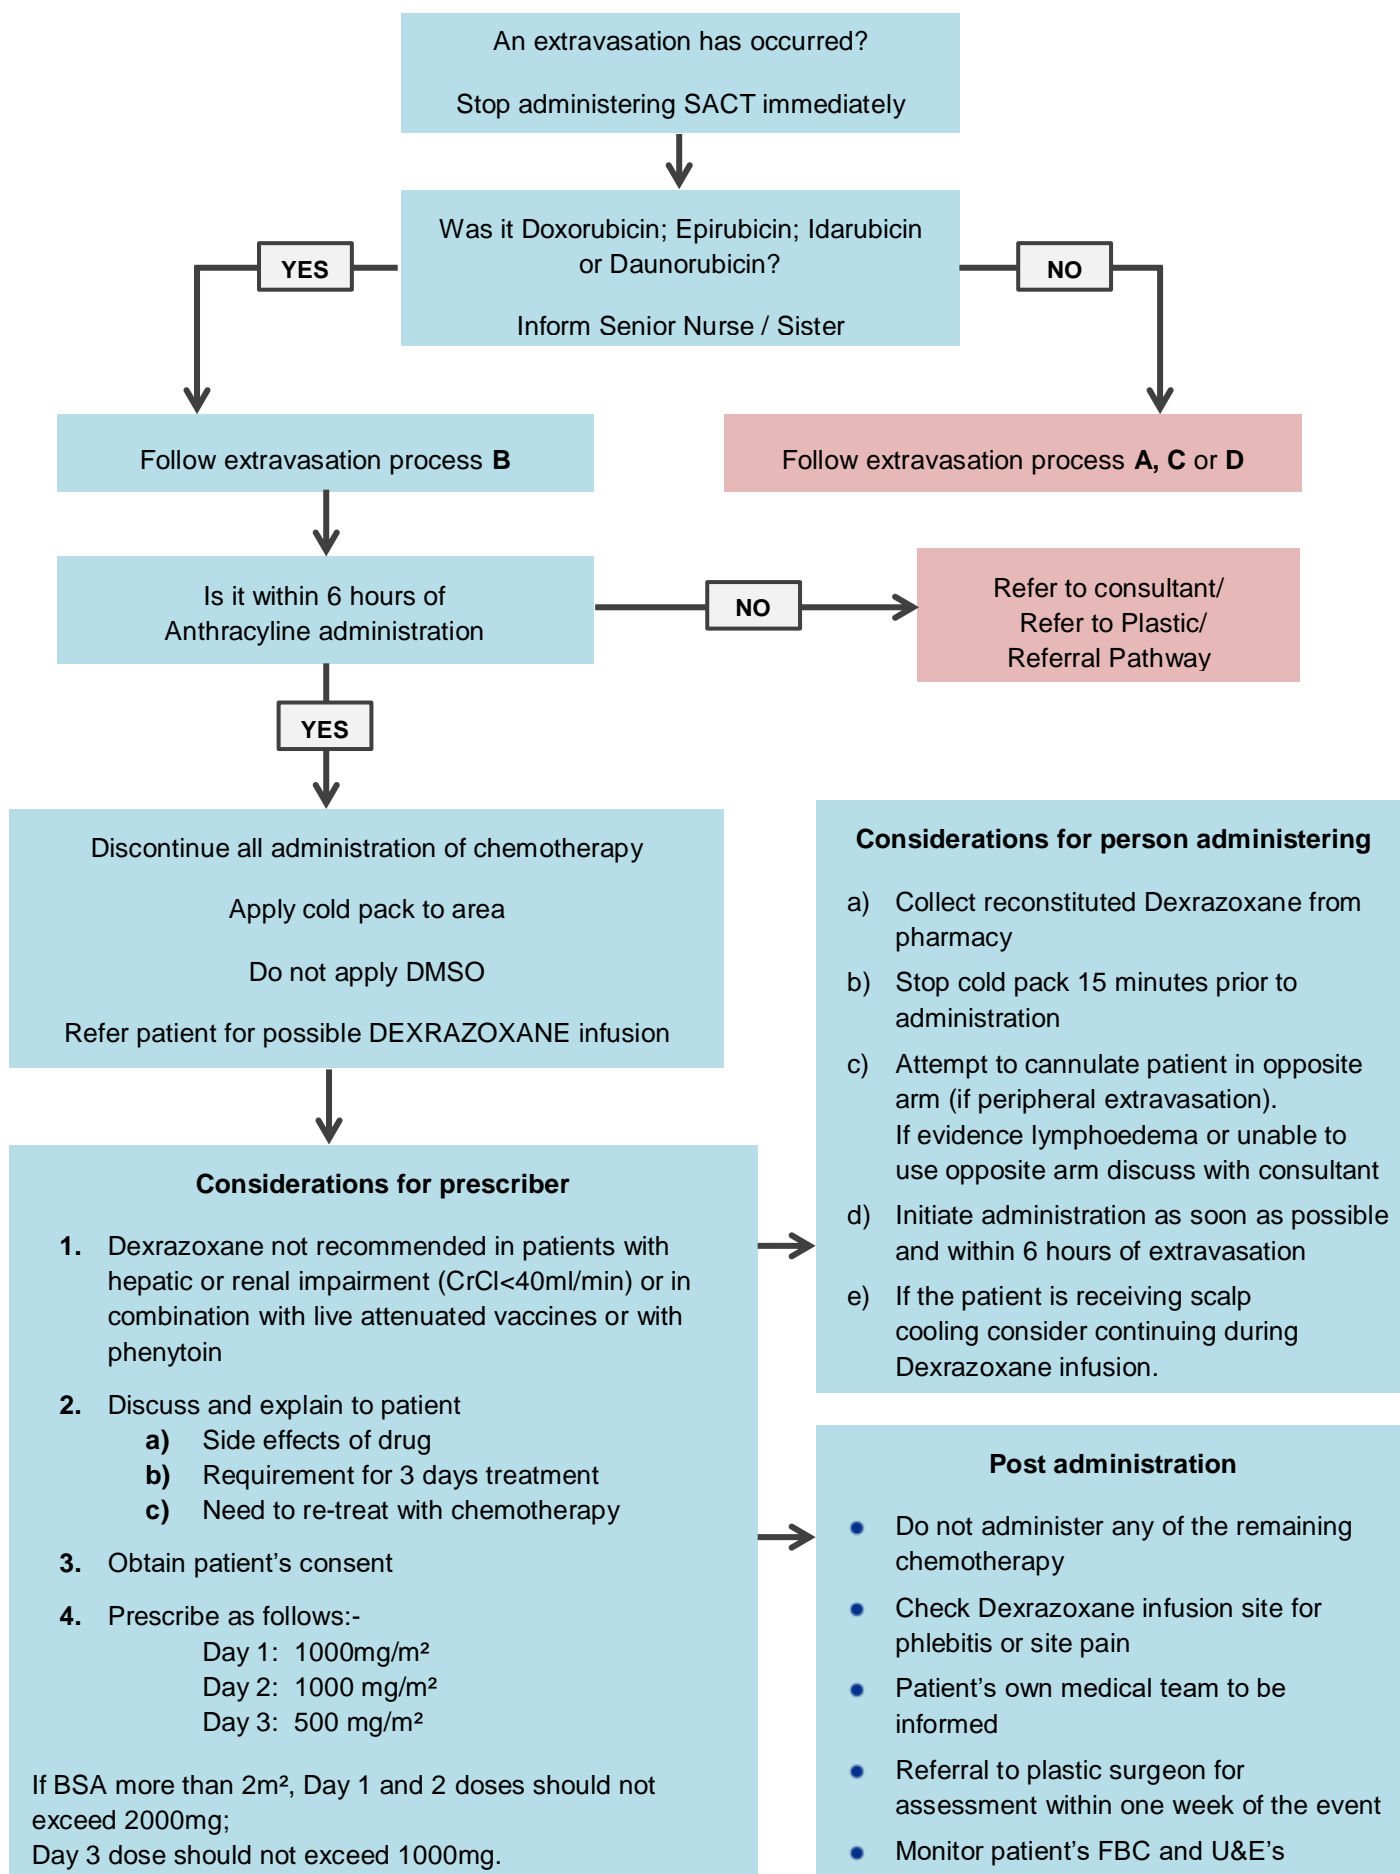 An extravasation has occurred?
Stop administering SACT immediately
Was it Doxorubicin; Epirubicin; Idarubicin
or Daunorubicin?
Inform Senior Nurse / Sister
YES
NO
Follow extravasation process B
Follow extravasation process A, C or D
Is it within 6 hours of
Anthracyline administration
NO
Refer to consultant/
Refer to Plastic/
Referral Pathway
YES
Discontinue all administration of chemotherapy
Apply cold pack to area
Do not apply DMSO
Refer patient for possible DEXRAZOXANE infusion
Considerations for prescriber
1. Dexrazoxane not recommended in patients with
hepatic or renal impairment (CrCl<40ml/min) or in
combination with live attenuated vaccines or with
phenytoin
2. Discuss and explain to patient
a) Side effects of drug
b) Requirement for 3 days treatment
c) Need to re-treat with chemotherapy
3. Obtain patient's consent
4. Prescribe as follows:-
Day 1: 1000mg/m²
Day 2: 1000 mg/m²
Day 3: 500 mg/m²
If BSA more than 2m², Day 1 and 2 doses should not
exceed 2000mg;
Day 3 dose should not exceed 1000mg.
Considerations for person administering
a) Collect reconstituted Dexrazoxane from
pharmacy
b) Stop cold pack 15 minutes prior to
administration
c) Attempt to cannulate patient in opposite
arm (if peripheral extravasation).
If evidence lymphoedema or unable to
use opposite arm discuss with consultant
d) Initiate administration as soon as possible
and within 6 hours of extravasation
e) If the patient is receiving scalp
cooling consider continuing during
Dexrazoxane infusion.
Post administration
• Do not administer any of the remaining
chemotherapy
• Check Dexrazoxane infusion site for
phlebitis or site pain
• Patient's own medical team to be
informed
• Referral to plastic surgeon for
assessment within one week of the event
• Monitor patient's FBC and U&E's